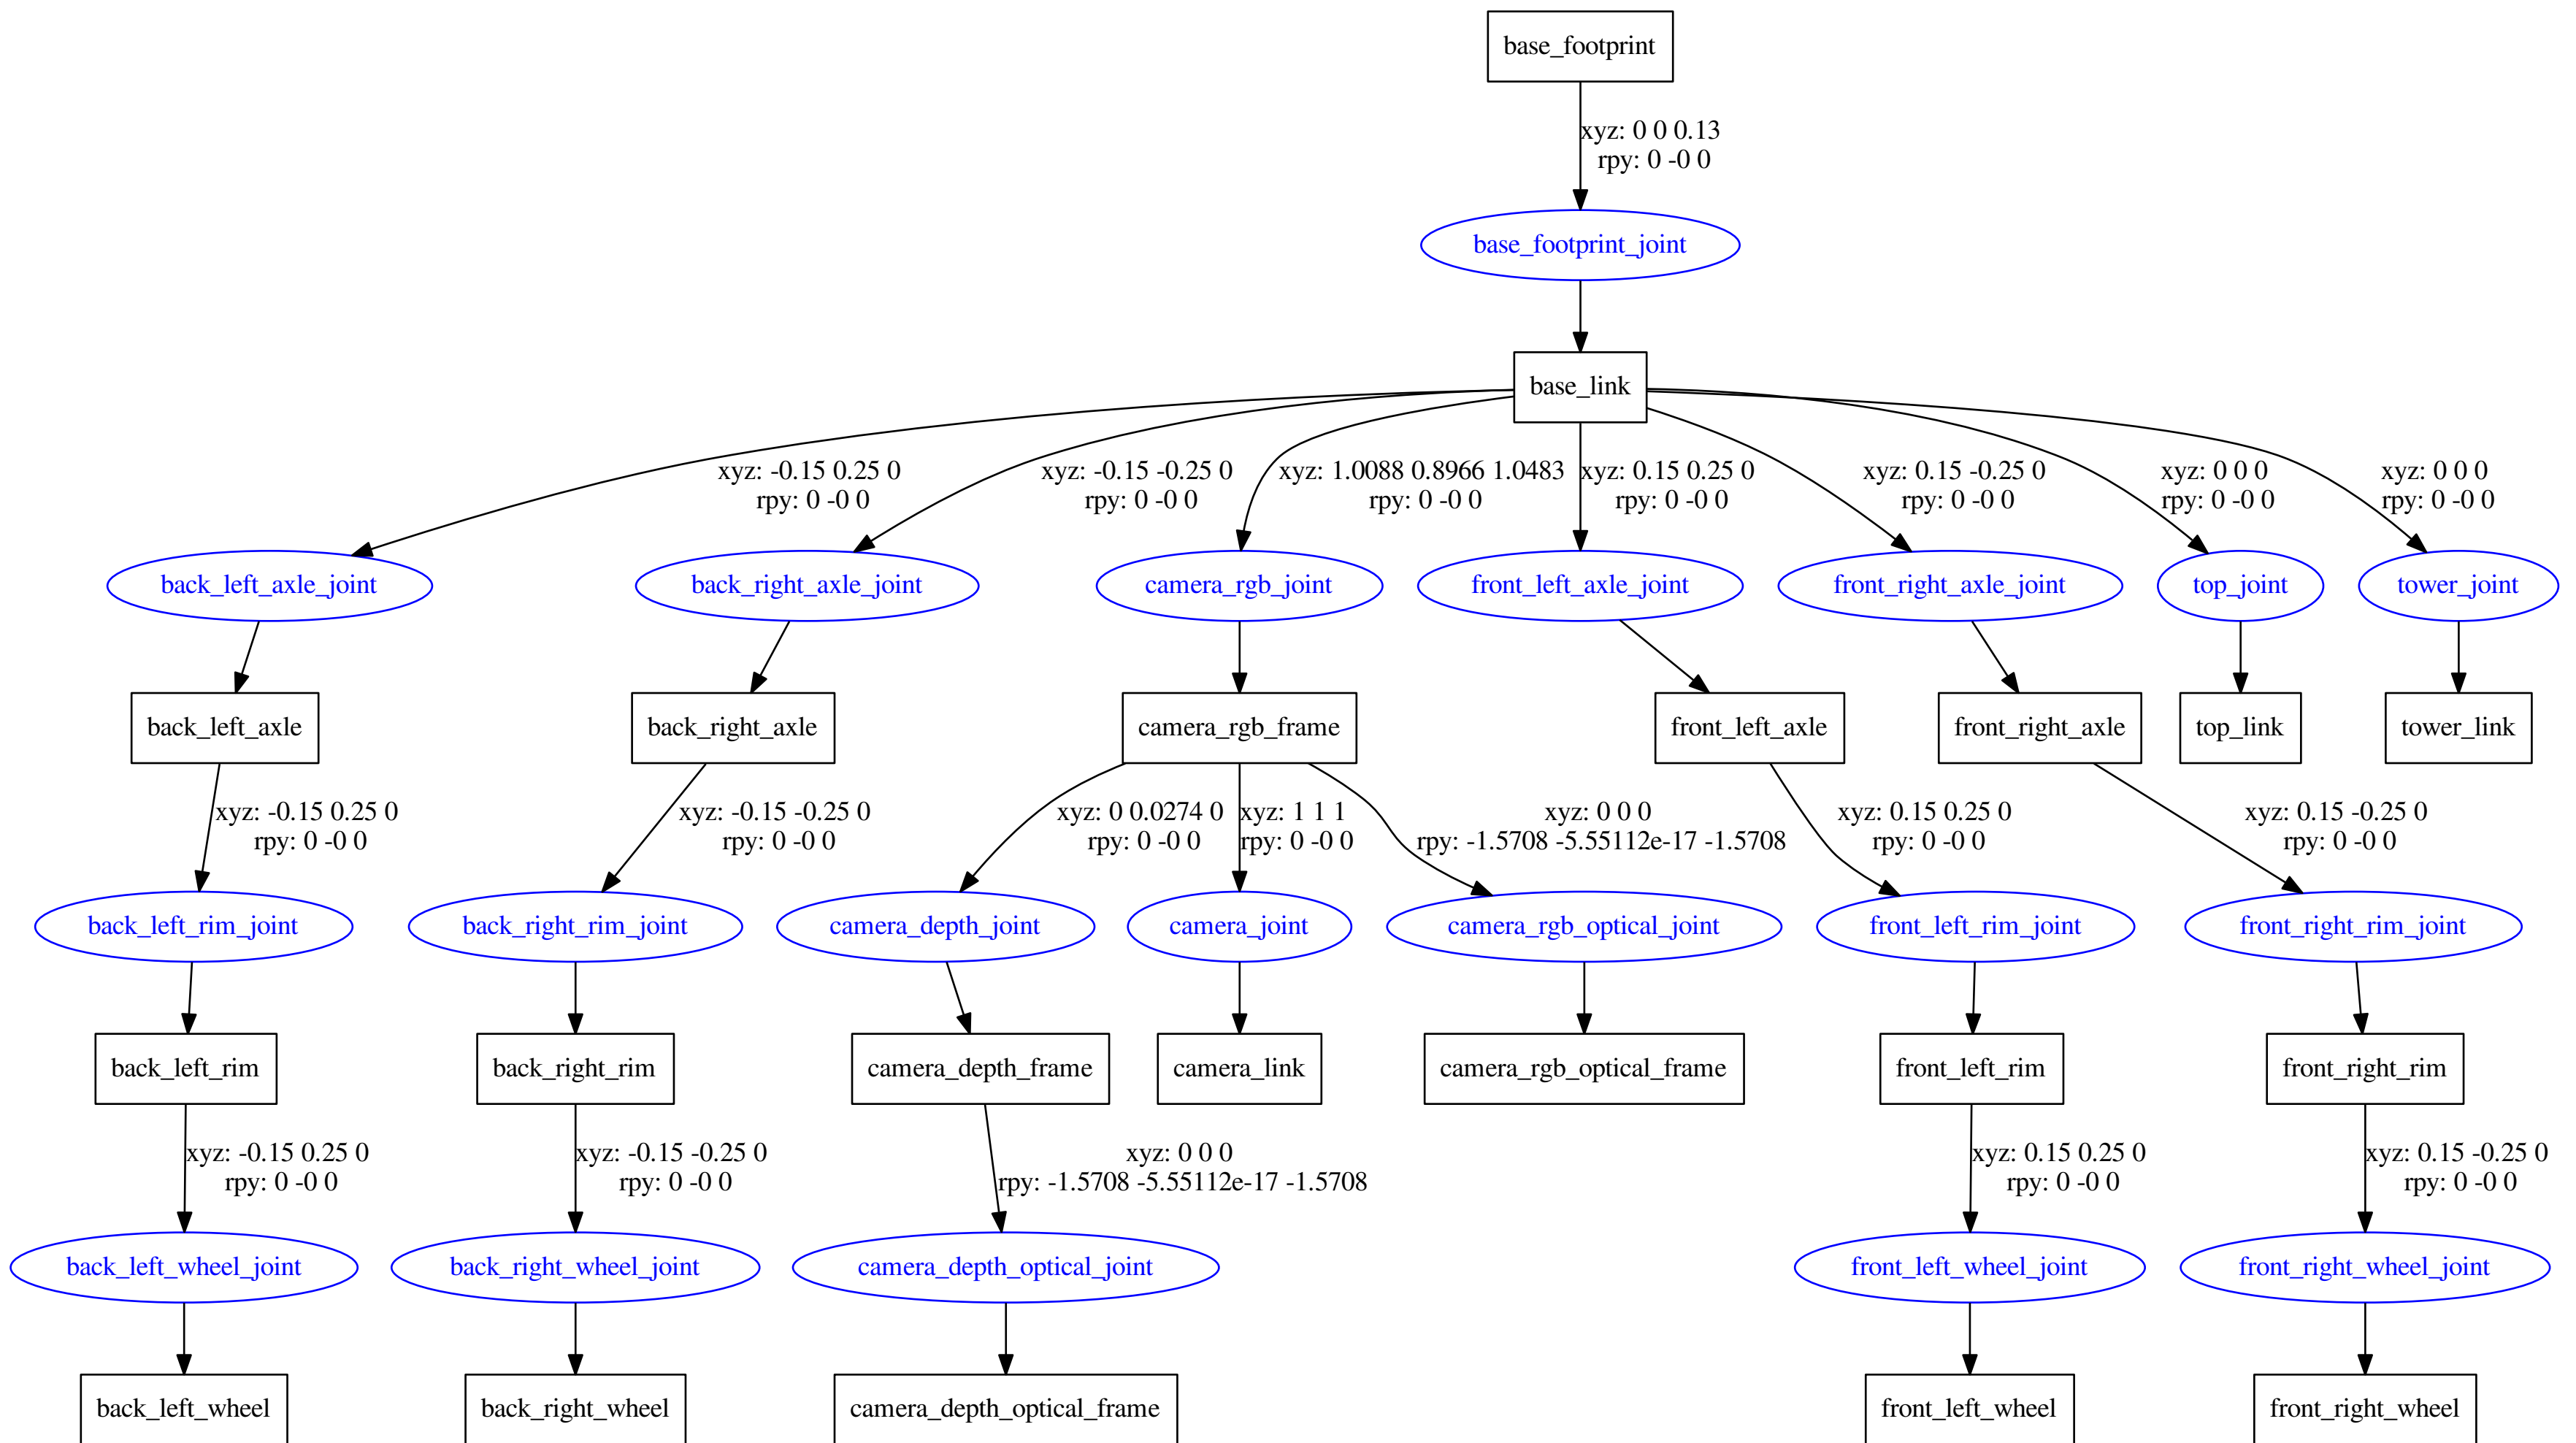 base_footprint
xyz: 0 0 0.13
rpy: 0 -0 0
base_footprint_joint
base_link
xyz: -0.15 0.25 0
rpy: 0 -0 0
xyz: -0.15 -0.25 0
rpy: 0 -0 0
xyz: 1.0088 0.8966 1.0483
rpy: 0 -0 0
xyz: 0.15 0.25 0
rpy: 0 -0 0
xyz: 0.15 -0.25 0
rpy: 0 -0 0
xyz: 0 0 0
rpy: 0 -0 0
xyz: 0 0 0
rpy: 0 -0 0
back_left_axle_joint
back_right_axle_joint
camera_rgb_joint
front_left_axle_joint
front_right_axle_joint
top_joint
tower_joint
back_left_axle
back_right_axle
camera_rgb_frame
front_left_axle
front_right_axle
top_link
tower_link
xyz: -0.15 0.25 0
rpy: 0 -0 0
xyz: -0.15 -0.25 0
rpy: 0 -0 0
xyz: 0 0.0274 0
rpy: 0 -0 0
xyz: 1 1 1
rpy: 0 -0 0
xyz: 0 0 0
rpy: -1.5708 -5.55112e-17 -1.5708
xyz: 0.15 0.25 0
rpy: 0 -0 0
xyz: 0.15 -0.25 0
rpy: 0 -0 0
back_left_rim_joint
back_right_rim_joint
camera_depth_joint
camera_joint
camera_rgb_optical_joint
front_left_rim_joint
front_right_rim_joint
back_left_rim
back_right_rim
camera_depth_frame
camera_link
camera_rgb_optical_frame
front_left_rim
front_right_rim
xyz: -0.15 0.25 0
rpy: 0 -0 0
xyz: -0.15 -0.25 0
rpy: 0 -0 0
xyz: 0 0 0
rpy: -1.5708 -5.55112e-17 -1.5708
xyz: 0.15 0.25 0
rpy: 0 -0 0
xyz: 0.15 -0.25 0
rpy: 0 -0 0
back_left_wheel_joint
back_right_wheel_joint
camera_depth_optical_joint
front_left_wheel_joint
front_right_wheel_joint
back_left_wheel
back_right_wheel
camera_depth_optical_frame
front_left_wheel
front_right_wheel